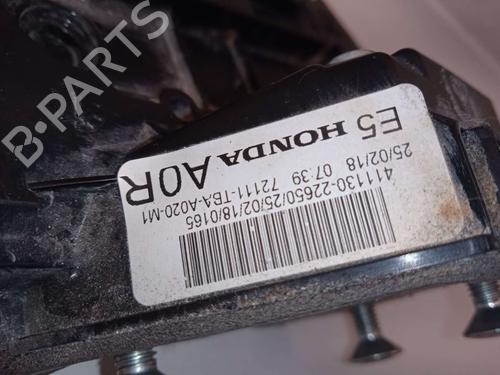 B-PARTS
E5 HONDA A0R
25/02/18 07:39 72111-TBA-A020-M1
411130-22650/25/02/18/0165